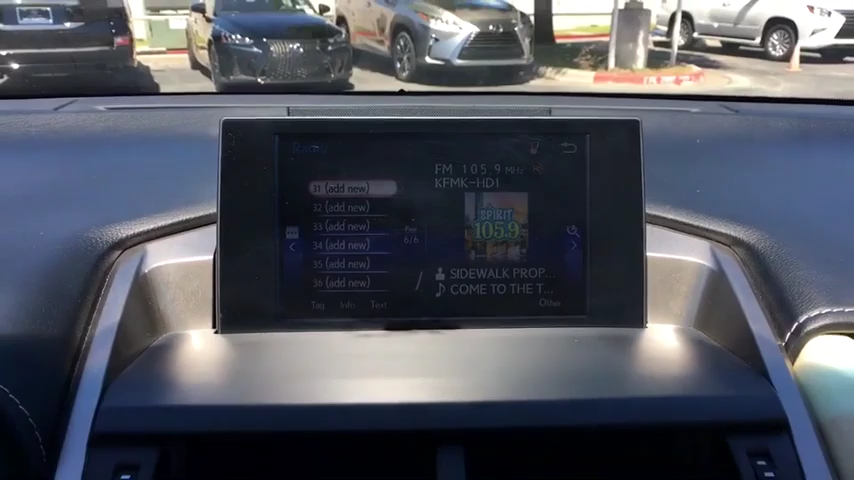 Radio
FM 105.9 MHz
KFMK-HD1
31 (add new)
32 (add new)
33 (add new)
34 (add new)
35 (add new)
36 (add new)
6/6
SPIRIT
105.9
SIDEWALK PROP...
COME TO THE T...
Tag Info Text
Other